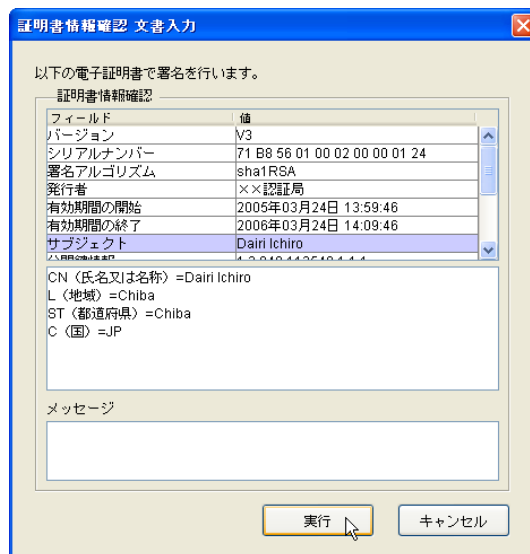 証明書情報確認 文書入力
以下の電子証明書で署名を行います。
証明書情報確認
フィールド 値
バージョン V3
シリアルナンバー 71 B8 56 01 00 02 00 00 01 24
署名アルゴリズム sha1RSA
発行者 ××認証局
有効期間の開始 2005年03月24日 13:59:46
有効期間の終了 2006年03月24日 14:09:46
サブジェクト Dairi Ichiro
CN（氏名又は名称）=Dairi Ichiro
L（地域）=Chiba
ST（都道府県）=Chiba
C（国）=JP
メッセージ
実行 キャンセル